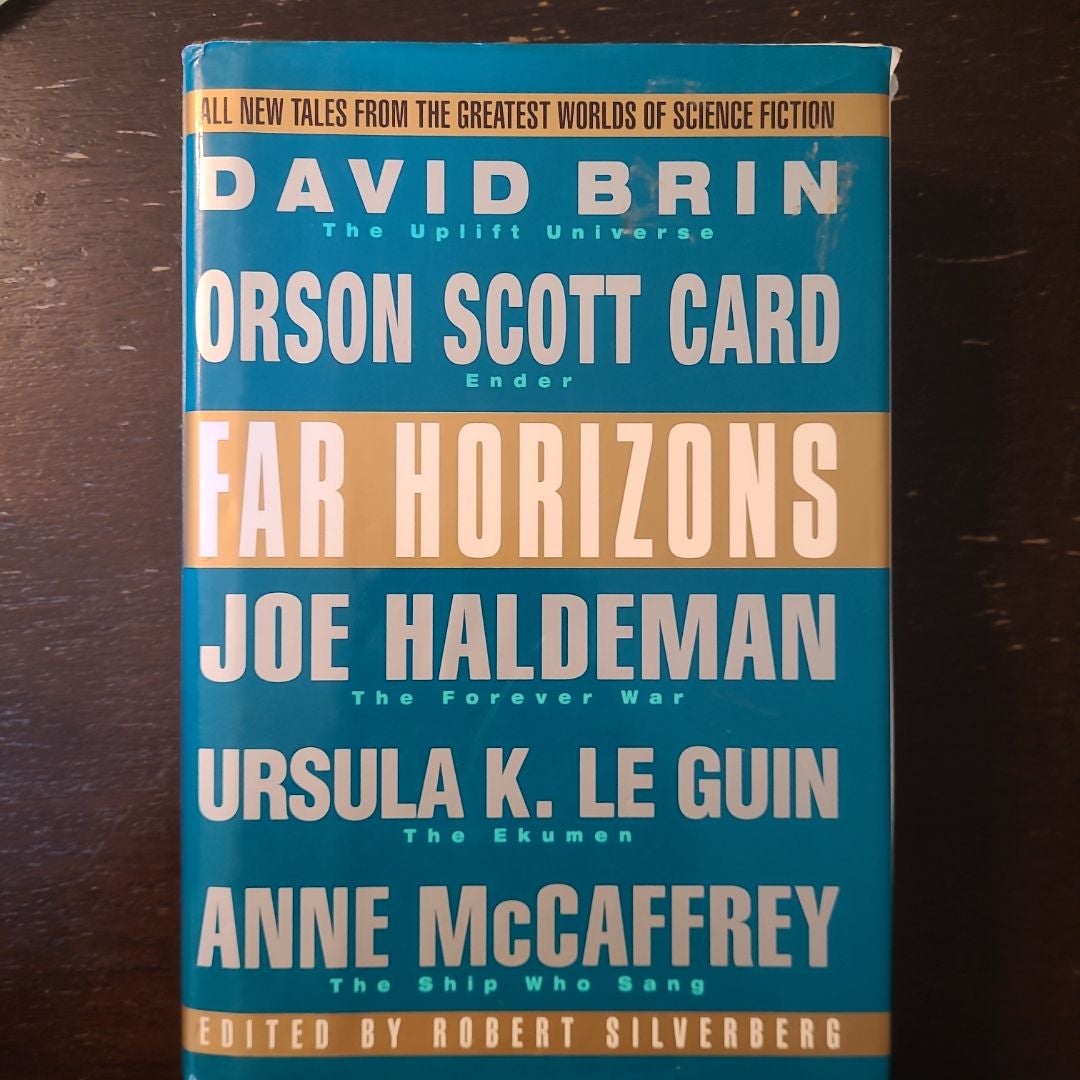 ALL NEW TALES FROM THE GREATEST WORLDS OF SCIENCE FICTION
DAVID BRIN
The Uplift Universe
ORSON SCOTT CARD
Ender
FAR HORIZONS
JOE HALDEMAN
The Forever War
URSULA K. LE GUIN
The Ekumen
ANNE McCAFFREY
The Ship Who Sang
EDITED BY ROBERT SILVERBERG